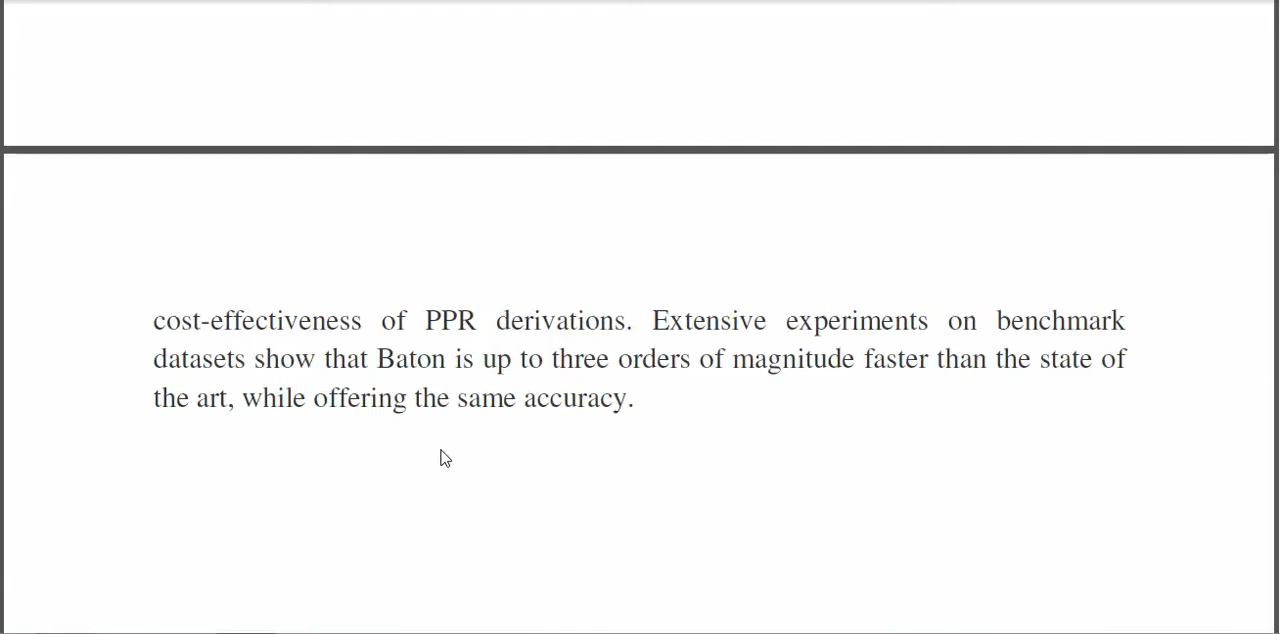 cost-effectiveness of PPR derivations. Extensive experiments on benchmark
datasets show that Baton is up to three orders of magnitude faster than the state of
the art, while offering the same accuracy.